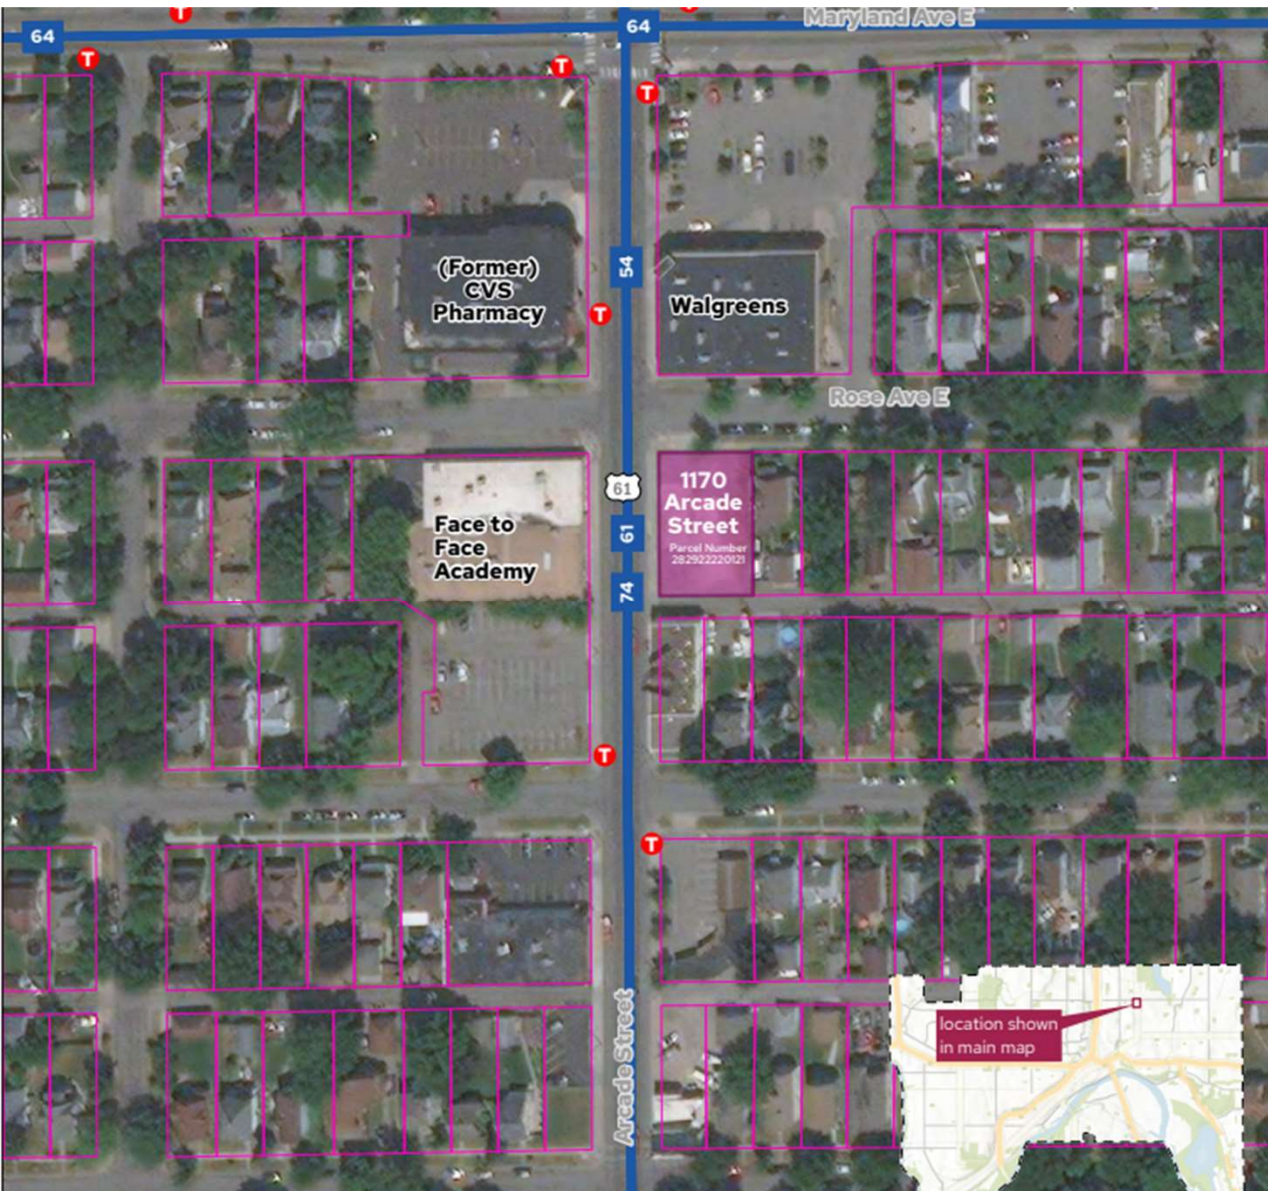 T
T
T
T
T
T
T
T
64
64
Maryland Ave E
54
(Former)
CVS
Pharmacy
Walgreens
Rose Ave E
61
61
74
Face to
Face
Academy
1170
Arcade
Street
Parcel Number
282922220121
Arcade Street
location shown
in main map